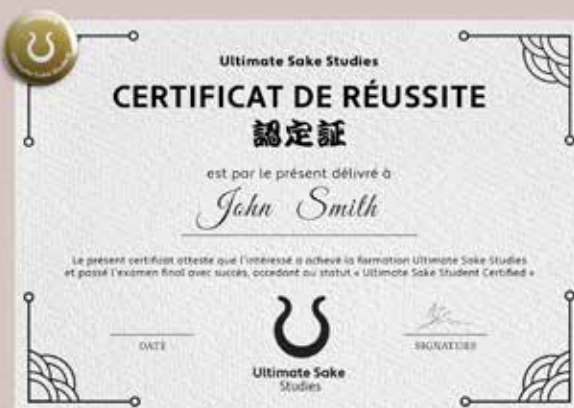 Ultimate Sake Studies
CERTIFICAT DE RÉUSSITE
認定証
est par le présent délivré à
John Smith
Le présent certificat atteste que l'intéressé a achevé la formation Ultimate Sake Studies
et passé l'examen final avec succès, accédant au statut « Ultimate Sake Student Certified »
DATE
SIGNATURE
Ultimate Sake
Studies